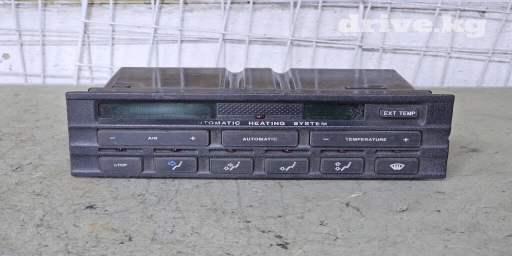 drive.kg
EXT TEMP
UTOMATIC HEATING SYSTEM
− AIR + AUTOMATIC − TEMPERATURE +
STOP